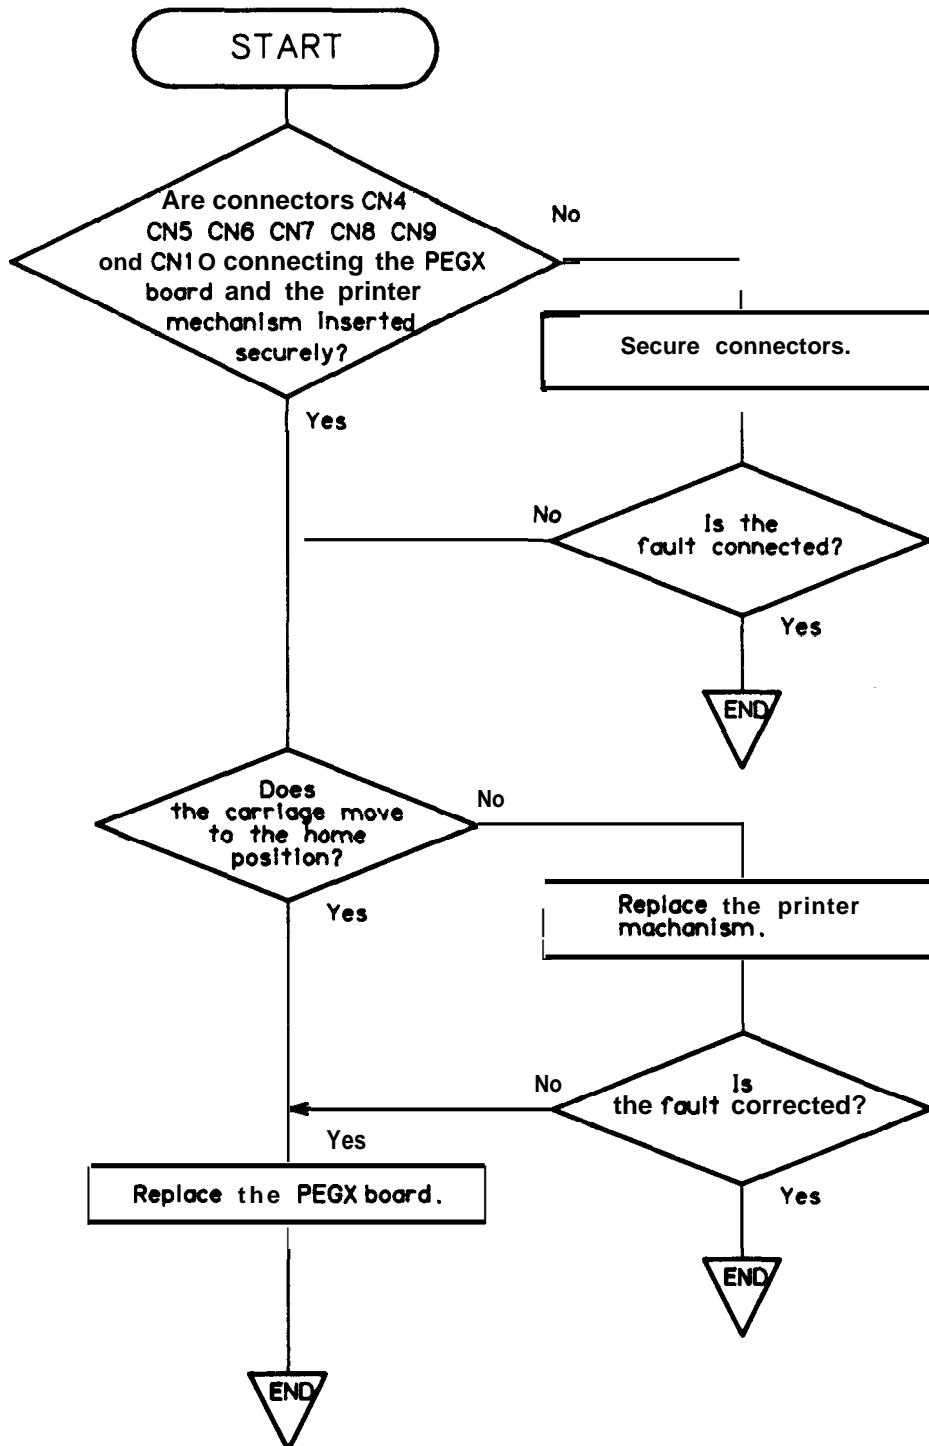 START
Are connectors CN4
CN5 CN6 CN7 CN8 CN9
ond CN1O connecting the PEGX
board and the printer
mechanism inserted
securely?
No
Secure connectors.
Yes
No
Is the
fault connected?
Yes
END
Does
the carriage move
to the home
position?
No
Yes
Replace the printer
machanism.
No
Is
the fault corrected?
Yes
Yes
Replace the PEGX board.
END
END